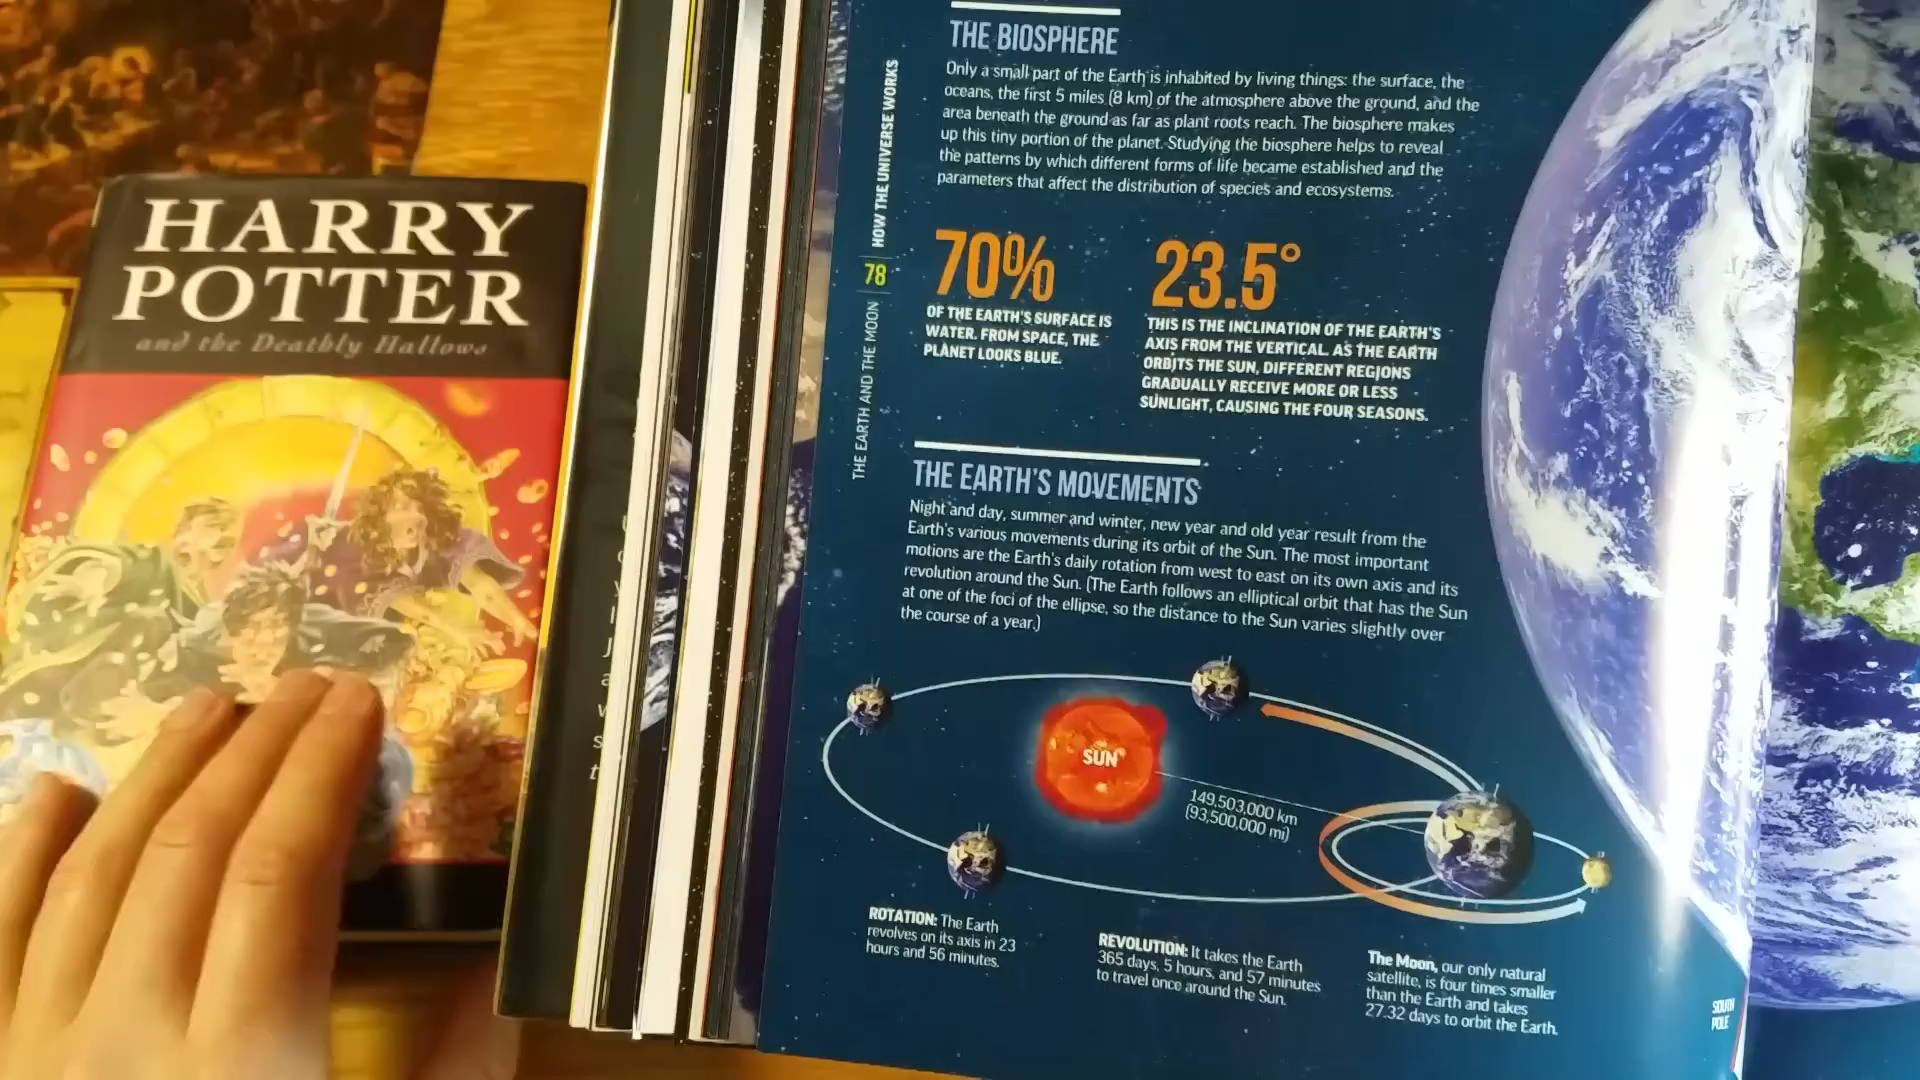 HARRY
POTTER
and the Deathly Hallows
HOW THE UNIVERSE WORKS
78
THE EARTH AND THE MOON
THE BIOSPHERE
Only a small part of the Earth is inhabited by living things: the surface, the
oceans, the first 5 miles (8 km) of the atmosphere above the ground, and the
area beneath the ground as far as plant roots reach. The biosphere makes
up this tiny portion of the planet. Studying the biosphere helps to reveal
the patterns by which different forms of life became established and the
parameters that affect the distribution of species and ecosystems.
70%
OF THE EARTH'S SURFACE IS
WATER. FROM SPACE, THE
PLANET LOOKS BLUE.
23.5°
THIS IS THE INCLINATION OF THE EARTH'S
AXIS FROM THE VERTICAL. AS THE EARTH
ORBITS THE SUN, DIFFERENT REGIONS
GRADUALLY RECEIVE MORE OR LESS
SUNLIGHT, CAUSING THE FOUR SEASONS.
THE EARTH'S MOVEMENTS
Night and day, summer and winter, new year and old year result from the
Earth's various movements during its orbit of the Sun. The most important
motions are the Earth's daily rotation from west to east on its own axis and its
revolution around the Sun. (The Earth follows an elliptical orbit that has the Sun
at one of the foci of the ellipse, so the distance to the Sun varies slightly over
the course of a year.)
SUN
149,503,000 km
(93,500,000 mi)
ROTATION: The Earth
revolves on its axis in 23
hours and 56 minutes.
REVOLUTION: It takes the Earth
365 days, 5 hours, and 57 minutes
to travel once around the Sun.
The Moon, our only natural
satellite, is four times smaller
than the Earth and takes
27.32 days to orbit the Earth.
SOUTH
POLE